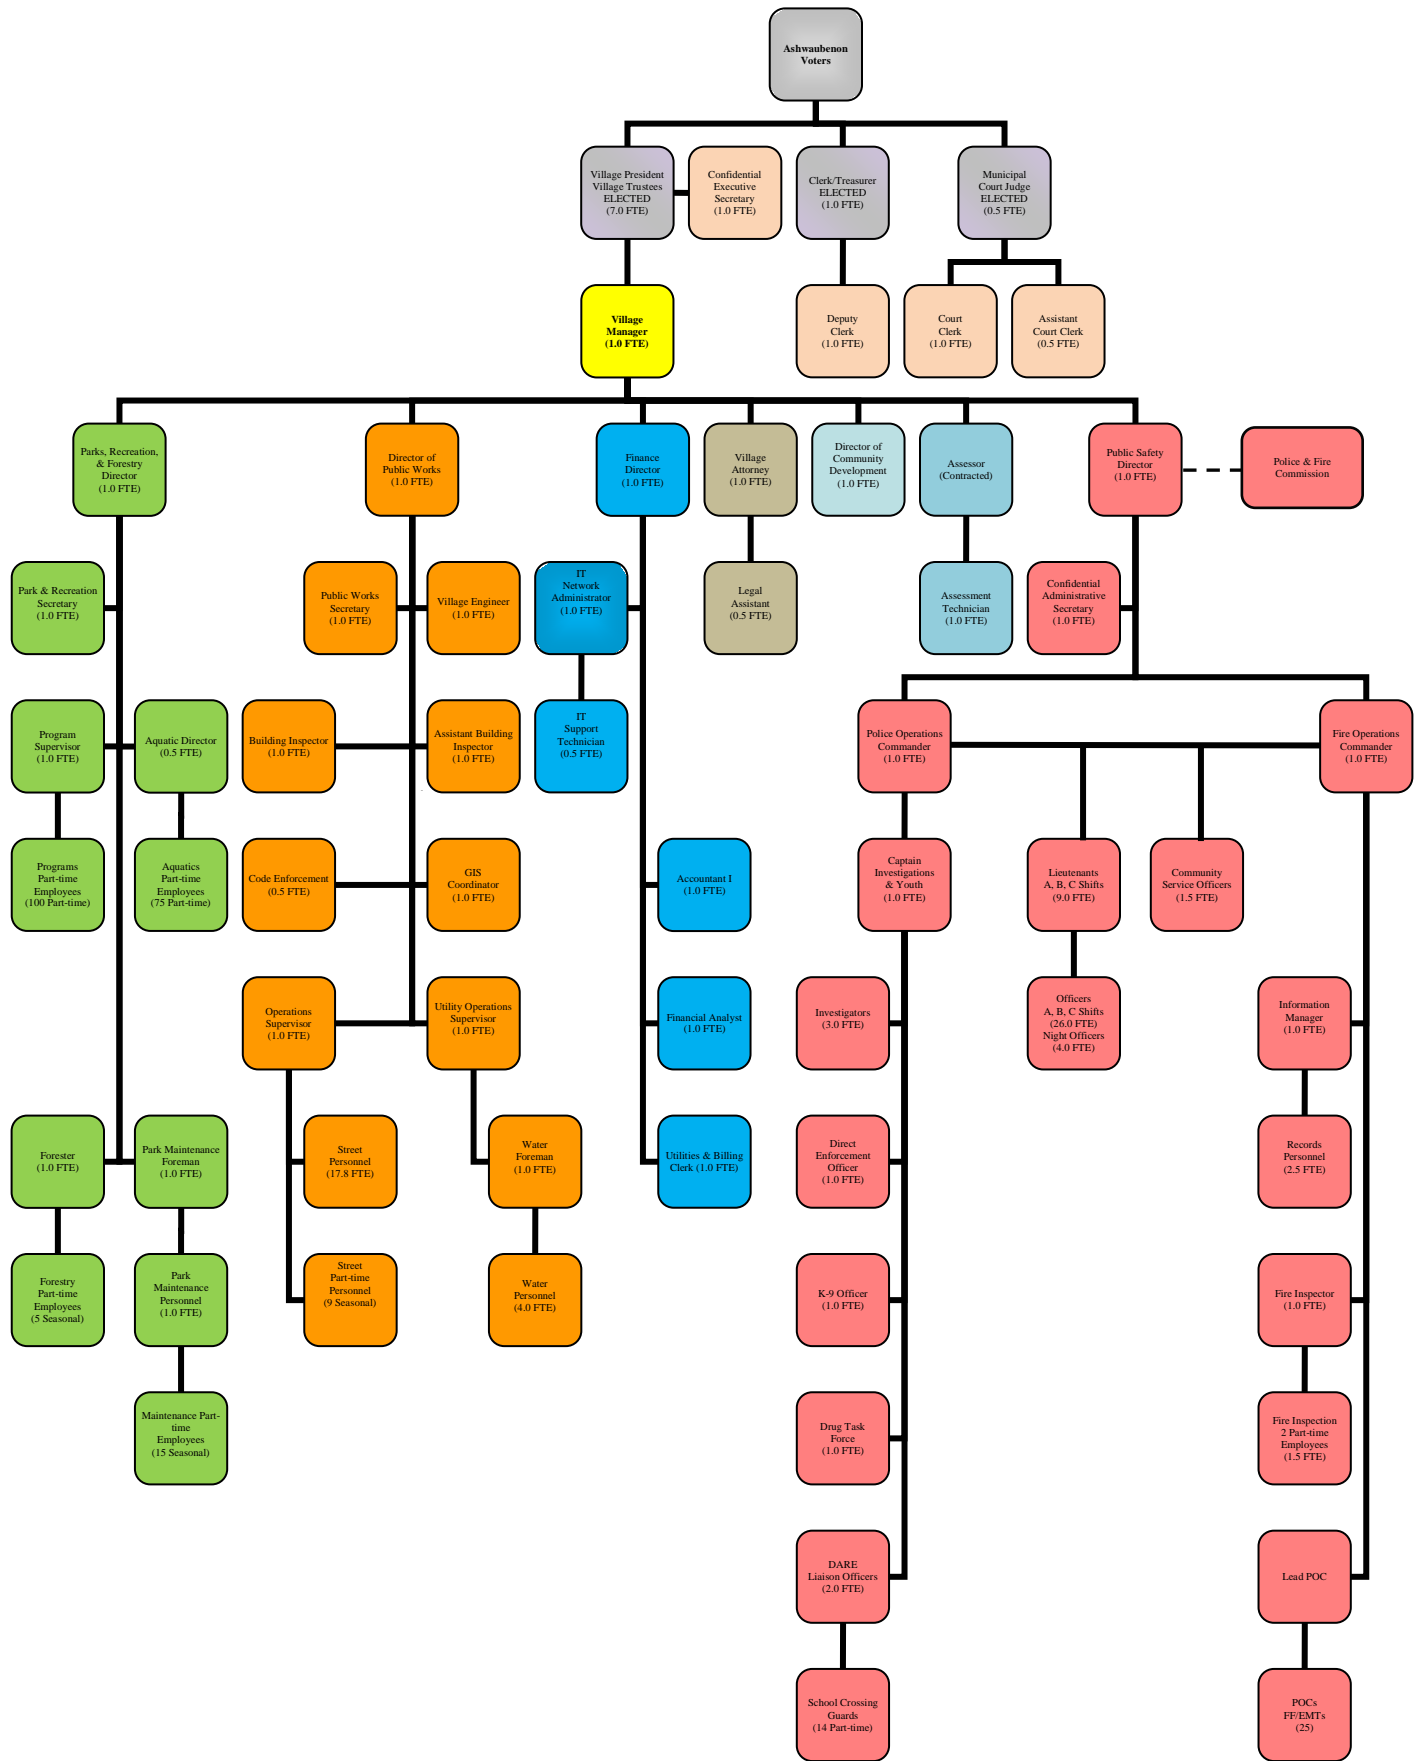 Ashwaubenon
Voters
Village President
Village Trustees
ELECTED
(7.0 FTE)
Confidential
Executive
Secretary
(1.0 FTE)
Clerk/Treasurer
ELECTED
(1.0 FTE)
Municipal
Court Judge
ELECTED
(0.5 FTE)
Village
Manager
(1.0 FTE)
Deputy
Clerk
(1.0 FTE)
Court
Clerk
(1.0 FTE)
Assistant
Court Clerk
(0.5 FTE)
Parks, Recreation,
& Forestry
Director
(1.0 FTE)
Director of
Public Works
(1.0 FTE)
Finance
Director
(1.0 FTE)
Village
Attorney
(1.0 FTE)
Director of
Community
Development
(1.0 FTE)
Assessor
(Contracted)
Public Safety
Director
(1.0 FTE)
Police & Fire
Commission
Park & Recreation
Secretary
(1.0 FTE)
Public Works
Secretary
(1.0 FTE)
Village Engineer
(1.0 FTE)
IT
Network
Administrator
(1.0 FTE)
Legal
Assistant
(0.5 FTE)
Assessment
Technician
(1.0 FTE)
Confidential
Administrative
Secretary
(1.0 FTE)
Program
Supervisor
(1.0 FTE)
Aquatic Director
(0.5 FTE)
Building Inspector
(1.0 FTE)
Assistant Building
Inspector
(1.0 FTE)
IT
Support
Technician
(0.5 FTE)
Police Operations
Commander
(1.0 FTE)
Fire Operations
Commander
(1.0 FTE)
Programs
Part-time
Employees
(100 Part-time)
Aquatics
Part-time
Employees
(75 Part-time)
Code Enforcement
(0.5 FTE)
GIS
Coordinator
(1.0 FTE)
Accountant I
(1.0 FTE)
Captain
Investigations
& Youth
(1.0 FTE)
Lieutenants
A, B, C Shifts
(9.0 FTE)
Community
Service Officers
(1.5 FTE)
Operations
Supervisor
(1.0 FTE)
Utility Operations
Supervisor
(1.0 FTE)
Financial Analyst
(1.0 FTE)
Investigators
(3.0 FTE)
Officers
A, B, C Shifts
(26.0 FTE)
Night Officers
(4.0 FTE)
Information
Manager
(1.0 FTE)
Forester
(1.0 FTE)
Park Maintenance
Foreman
(1.0 FTE)
Street
Personnel
(17.8 FTE)
Water
Foreman
(1.0 FTE)
Utilities & Billing
Clerk (1.0 FTE)
Direct
Enforcement
Officer
(1.0 FTE)
Records
Personnel
(2.5 FTE)
Forestry
Part-time
Employees
(5 Seasonal)
Park
Maintenance
Personnel
(1.0 FTE)
Street
Part-time
Personnel
(9 Seasonal)
Water
Personnel
(4.0 FTE)
K-9 Officer
(1.0 FTE)
Fire Inspector
(1.0 FTE)
Maintenance Part-
time
Employees
(15 Seasonal)
Drug Task
Force
(1.0 FTE)
Fire Inspection
2 Part-time
Employees
(1.5 FTE)
DARE
Liaison Officers
(2.0 FTE)
Lead POC
School Crossing
Guards
(14 Part-time)
POCs
FF/EMTs
(25)